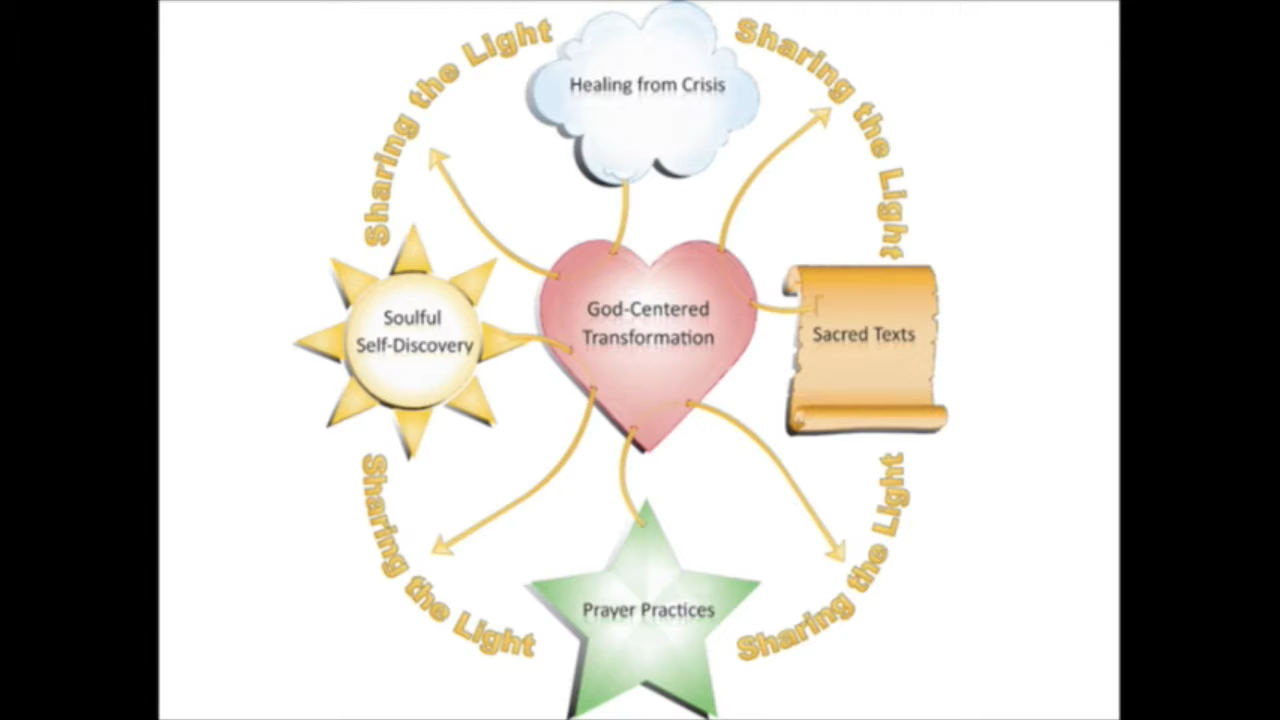 Sharing the Light
Healing from Crisis
Sharing the Light
Soulful
Self-Discovery
God-Centered
Transformation
Sacred Texts
Sharing the Light
Prayer Practices
Sharing the Light